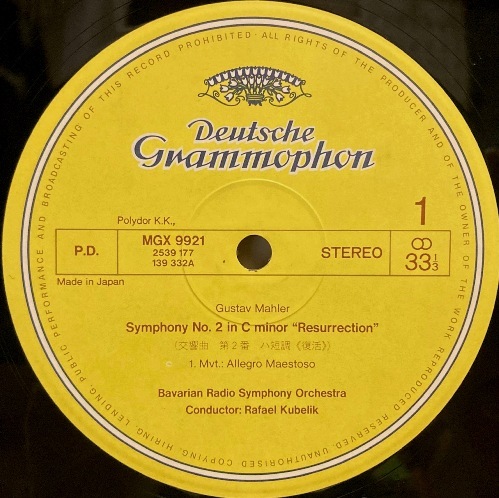 ALL RIGHTS OF THE PRODUCER AND OF THE OWNER OF THE WORK REPRODUCED RESERVED UNAUTHORISED COPYING, HIRING, LENDING PUBLIC PERFORMANCE AND BROADCASTING OF THIS RECORD PROHIBITED ·
Deutsche
Grammophon
Polydor K.K.,
1
P.D.
MGX 9921
2539 177
139 332A
STEREO
33 1/3
Made in Japan
Gustav Mahler
Symphony No. 2 in C minor "Resurrection"
(交響曲 第2番 ハ短調《復活》)
1. Mvt.: Allegro Maestoso
Bavarian Radio Symphony Orchestra
Conductor: Rafael Kubelik